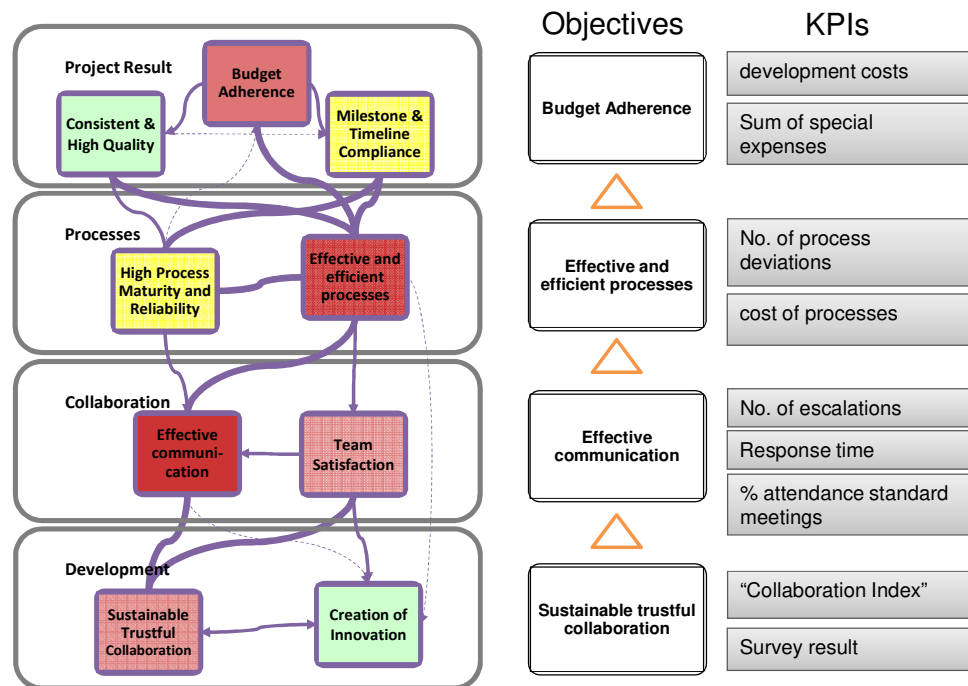 Project Result
Budget
Adherence
Consistent &
High Quality
Milestone &
Timeline
Compliance
Processes
High Process
Maturity and
Reliability
Effective and
efficient
processes
Collaboration
Effective
communi-
cation
Team
Satisfaction
Development
Sustainable
Trustful
Collaboration
Creation of
Innovation
Objectives
KPIs
Budget Adherence
development costs
Sum of special
expenses
Effective and
efficient processes
No. of process
deviations
cost of processes
Effective
communication
No. of escalations
Response time
% attendance standard
meetings
Sustainable trustful
collaboration
“Collaboration Index”
Survey result